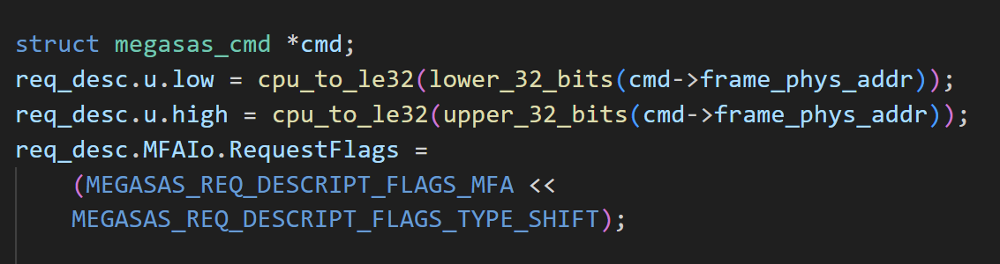 struct megasas_cmd *cmd;
req_desc.u.low = cpu_to_le32(lower_32_bits(cmd->frame_phys_addr));
req_desc.u.high = cpu_to_le32(upper_32_bits(cmd->frame_phys_addr));
req_desc.MFAIo.RequestFlags =
    (MEGASAS_REQ_DESCRIPT_FLAGS_MFA <<
    MEGASAS_REQ_DESCRIPT_FLAGS_TYPE_SHIFT);